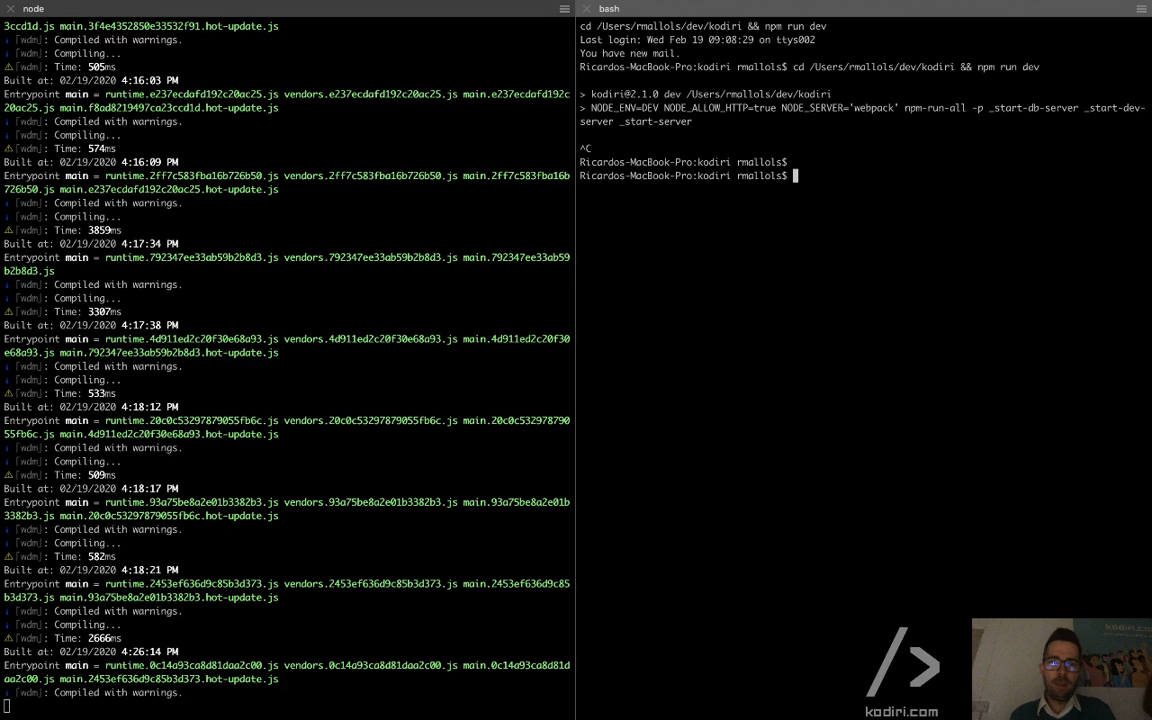 node
3ccd1d.js main.3f4e4352850e33532f91.hot-update.js
i ｢wdm｣: Compiled with warnings.
i ｢wdm｣: Compiling...
⚠ ｢wdm｣: Time: 505ms
Built at: 02/19/2020 4:16:03 PM
Entrypoint main = runtime.e237ecdafd192c20ac25.js vendors.e237ecdafd192c20ac25.js main.e237ecdafd192c
20ac25.js main.f8ad8219497ca23ccd1d.hot-update.js
i ｢wdm｣: Compiled with warnings.
i ｢wdm｣: Compiling...
⚠ ｢wdm｣: Time: 574ms
Built at: 02/19/2020 4:16:09 PM
Entrypoint main = runtime.2ff7c583fba16b726b50.js vendors.2ff7c583fba16b726b50.js main.2ff7c583fba16b
726b50.js main.e237ecdafd192c20ac25.hot-update.js
i ｢wdm｣: Compiled with warnings.
i ｢wdm｣: Compiling...
⚠ ｢wdm｣: Time: 3859ms
Built at: 02/19/2020 4:17:34 PM
Entrypoint main = runtime.792347ee33ab59b2b8d3.js vendors.792347ee33ab59b2b8d3.js main.792347ee33ab59
b2b8d3.js
i ｢wdm｣: Compiled with warnings.
i ｢wdm｣: Compiling...
⚠ ｢wdm｣: Time: 3307ms
Built at: 02/19/2020 4:17:38 PM
Entrypoint main = runtime.4d911ed2c20f30e68a93.js vendors.4d911ed2c20f30e68a93.js main.4d911ed2c20f30
e68a93.js main.792347ee33ab59b2b8d3.hot-update.js
i ｢wdm｣: Compiled with warnings.
i ｢wdm｣: Compiling...
⚠ ｢wdm｣: Time: 533ms
Built at: 02/19/2020 4:18:12 PM
Entrypoint main = runtime.20c0c53297879055fb6c.js vendors.20c0c53297879055fb6c.js main.20c0c532978790
55fb6c.js main.4d911ed2c20f30e68a93.hot-update.js
i ｢wdm｣: Compiled with warnings.
i ｢wdm｣: Compiling...
⚠ ｢wdm｣: Time: 509ms
Built at: 02/19/2020 4:18:17 PM
Entrypoint main = runtime.93a75be8a2e01b3382b3.js vendors.93a75be8a2e01b3382b3.js main.93a75be8a2e01b
3382b3.js main.20c0c53297879055fb6c.hot-update.js
i ｢wdm｣: Compiled with warnings.
i ｢wdm｣: Compiling...
⚠ ｢wdm｣: Time: 582ms
Built at: 02/19/2020 4:18:21 PM
Entrypoint main = runtime.2453ef636d9c85b3d373.js vendors.2453ef636d9c85b3d373.js main.2453ef636d9c85
b3d373.js main.93a75be8a2e01b3382b3.hot-update.js
i ｢wdm｣: Compiled with warnings.
i ｢wdm｣: Compiling...
⚠ ｢wdm｣: Time: 2666ms
Built at: 02/19/2020 4:26:14 PM
Entrypoint main = runtime.0c14a93ca8d81daa2c00.js vendors.0c14a93ca8d81daa2c00.js main.0c14a93ca8d81d
aa2c00.js main.2453ef636d9c85b3d373.hot-update.js
i ｢wdm｣: Compiled with warnings.
bash
cd /Users/rmallols/dev/kodiri && npm run dev
Last login: Wed Feb 19 09:08:29 on ttys002
You have new mail.
Ricardos-MacBook-Pro:kodiri rmallols$ cd /Users/rmallols/dev/kodiri && npm run dev
> kodiri@2.1.0 dev /Users/rmallols/dev/kodiri
> NODE_ENV=DEV NODE_ALLOW_HTTP=true NODE_SERVER='webpack' npm-run-all -p _start-db-server _start-dev-
server _start-server
^C
Ricardos-MacBook-Pro:kodiri rmallols$
Ricardos-MacBook-Pro:kodiri rmallols$
/>
kodiri.com